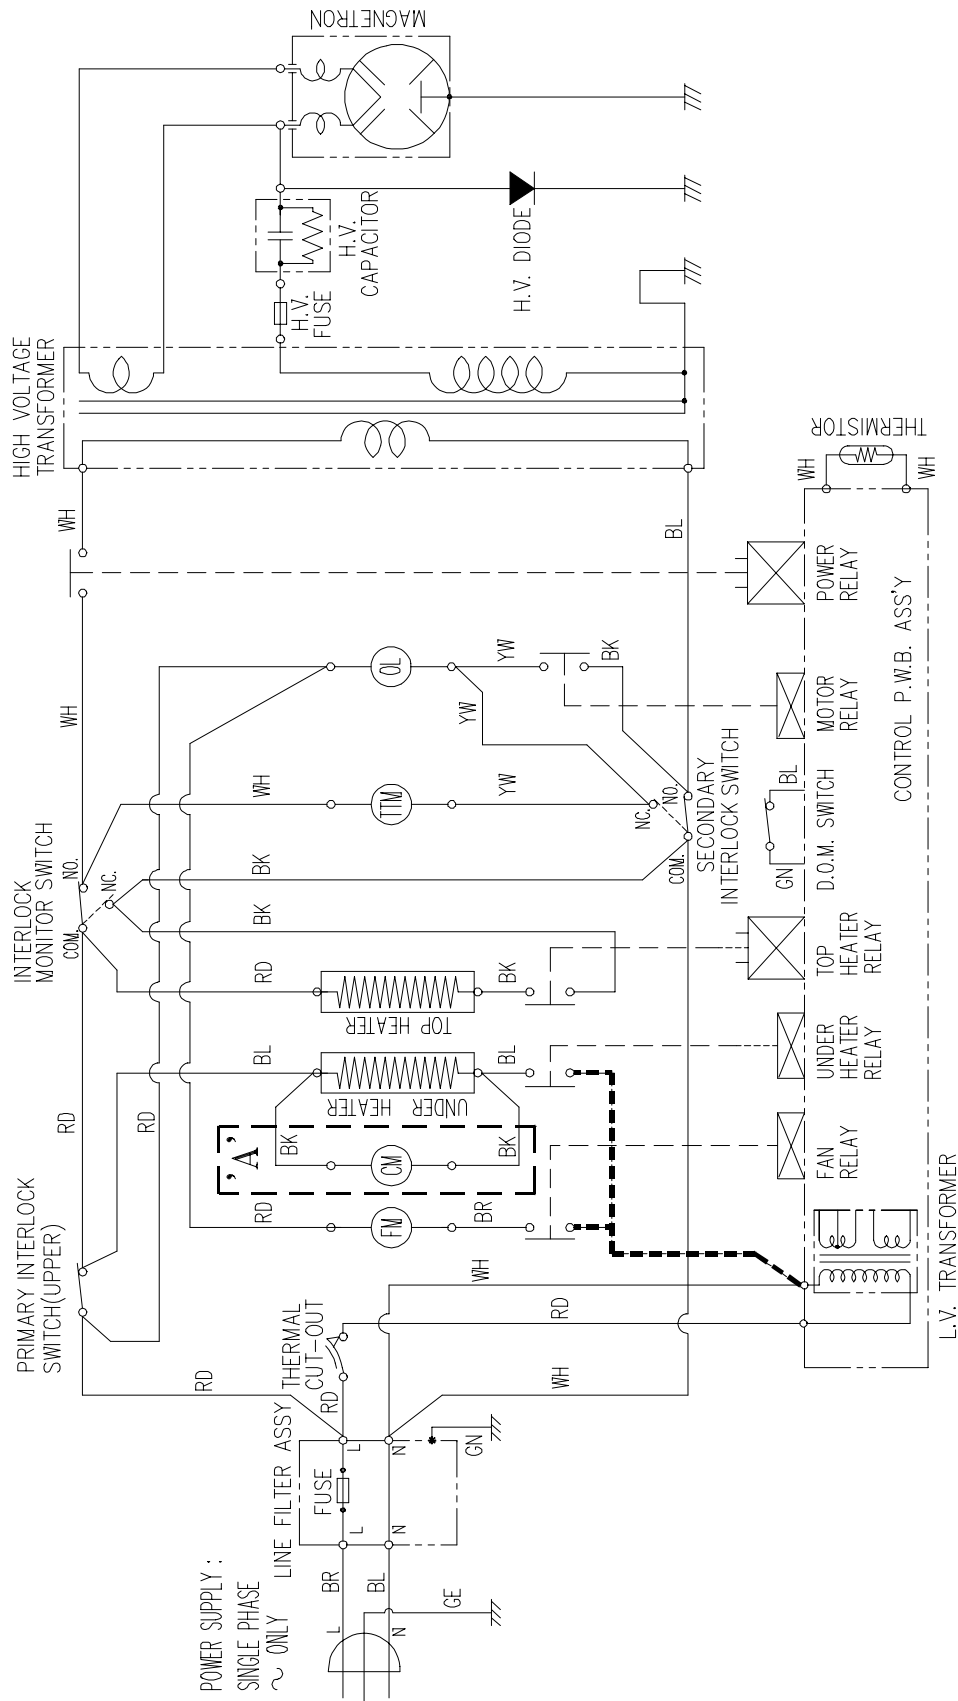 MAGNETRON
H.V.
CAPACITOR
H.V.
FUSE
H.V. DIODE
HIGH VOLTAGE
TRANSFORMER
THERMISTOR
WH
WH
WH
BL
POWER
RELAY
WH
OL
YW
BK
YW
MOTOR
RELAY
CONTROL P.W.B. ASS'Y
WH
TTM
YW
NC.
NO.
COM.
SECONDARY
INTERLOCK SWITCH
BL
GN
D.O.M. SWITCH
INTERLOCK
MONITOR SWITCH
NO.
NC.
COM.
BK
BK
RD
TOP HEATER
BK
TOP
HEATER
RELAY
BL
UNDER HEATER
BL
UNDER
HEATER
RELAY
RD
RD
'A'
BK
CM
BK
RD
FM
BR
FAN
RELAY
PRIMARY INTERLOCK
SWITCH(UPPER)
WH
RD
L.V. TRANSFORMER
THERMAL
CUT-OUT
RD
RD
WH
LINE FILTER ASSY
FUSE
L
N
L
N
GN
POWER SUPPLY :
SINGLE PHASE
~ ONLY
BR
BL
L
N
GE